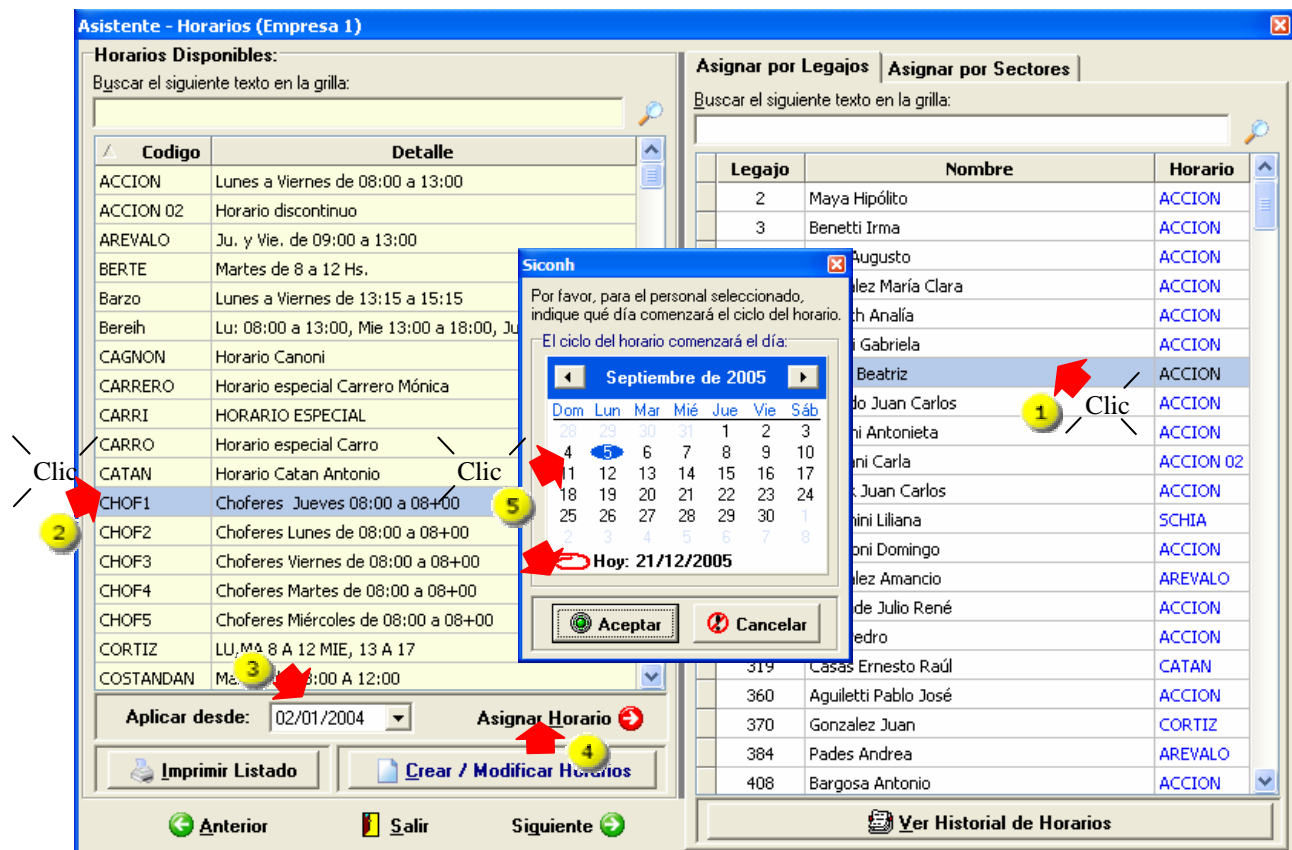 Asistente - Horarios (Empresa 1)
Horarios Disponibles:
Buscar el siguiente texto en la grilla:
Codigo Detalle
ACCION Lunes a Viernes de 08:00 a 13:00
ACCION 02 Horario discontinuo
AREVALO Ju. y Vie. de 09:00 a 13:00
BERTE Martes de 8 a 12 Hs.
Barzo Lunes a Viernes de 13:15 a 15:15
Bereih Lu: 08:00 a 13:00, Mie 13:00 a 18:00, Ju
CAGNON Horario Canoni
CARRERO Horario especial Carrero Mónica
CARRI HORARIO ESPECIAL
CARRO Horario especial Carro
CATAN Horario Catan Antonio
CHOF1 Choferes Jueves 08:00 a 08+00
CHOF2 Choferes Lunes de 08:00 a 08+00
CHOF3 Choferes Viernes de 08:00 a 08+00
CHOF4 Choferes Martes de 08:00 a 08+00
CHOF5 Choferes Miércoles de 08:00 a 08+00
CORTIZ LU,MA 8 A 12 MIE, 13 A 17
COSTANDAN :00 A 12:00
Clic
2
Clic
5
3
Aplicar desde: 02/01/2004 Asignar Horario
4
Imprimir Listado Crear / Modificar Horarios
Anterior Salir Siguiente
Siconh
Por favor, para el personal seleccionado,
indique qué día comenzará el ciclo del horario.
El ciclo del horario comenzará el día:
Septiembre de 2005
Dom Lun Mar Mié Jue Vie Sáb
28 29 30 31 1 2 3
4 5 6 7 8 9 10
11 12 13 14 15 16 17
18 19 20 21 22 23 24
25 26 27 28 29 30 1
2 3 4 5 6 7 8
Hoy: 21/12/2005
Aceptar Cancelar
Asignar por Legajos Asignar por Sectores
Buscar el siguiente texto en la grilla:
Legajo Nombre Horario
2 Maya Hipólito ACCION
3 Benetti Irma ACCION
Augusto ACCION
María Clara ACCION
Analía ACCION
Gabriela ACCION
Beatriz ACCION
Juan Carlos ACCION
Antonieta ACCION
Carla ACCION 02
Juan Carlos ACCION
Liliana SCHIA
Domingo ACCION
Amancio AREVALO
de Julio René ACCION
ACCION
319 Casas Ernesto Raúl CATAN
360 Aguiletti Pablo José ACCION
370 Gonzalez Juan CORTIZ
384 Pades Andrea AREVALO
408 Bargosa Antonio ACCION
1
Clic
Ver Historial de Horarios